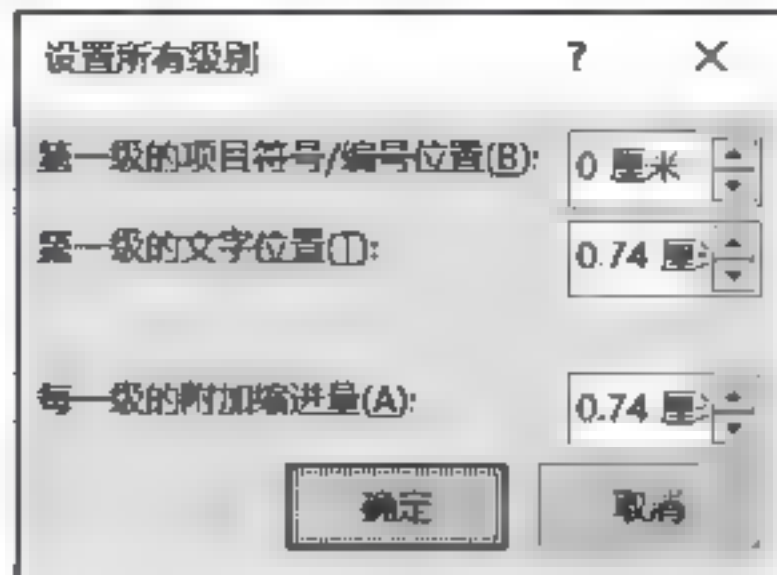 设置所有级别 ? ×
第一级的项目符号/编号位置(B): 0 厘米
第一级的文字位置(T): 0.74 厘
每一级的附加缩进量(A): 0.74 厘
确定 取消